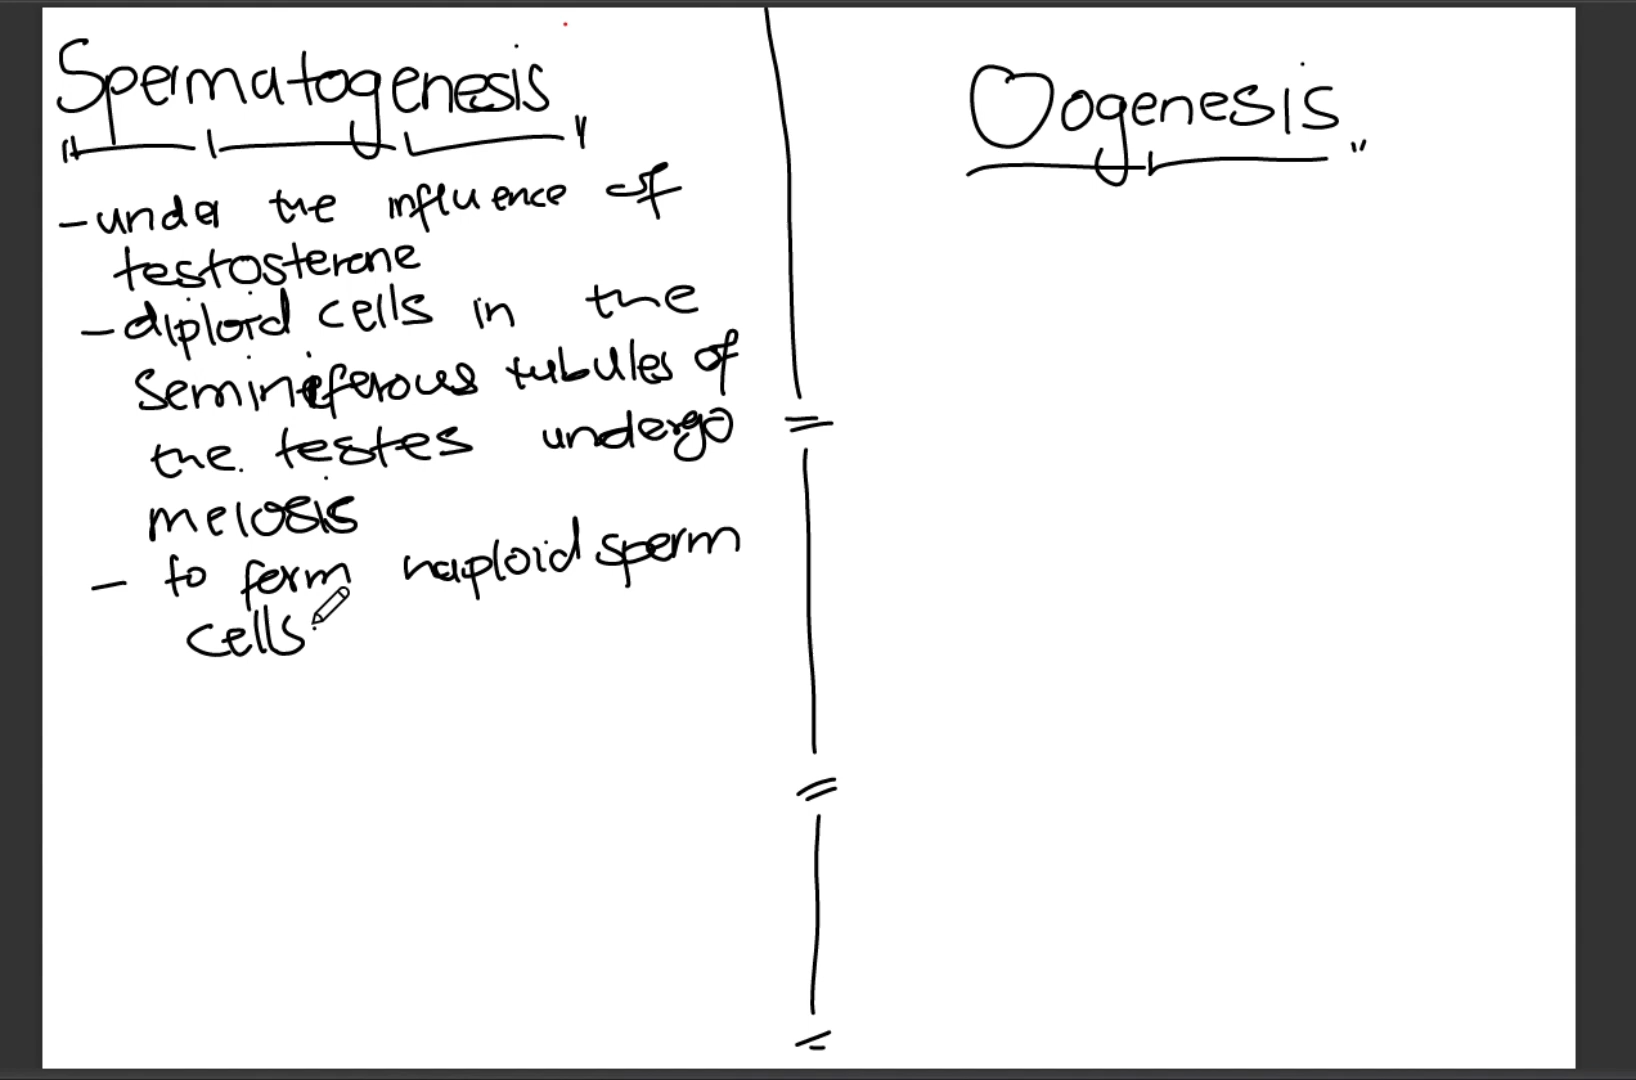 Spermatogenesis
- under the influence of
testosterone
- diploid cells in the
seminiferous tubules of
the testes undergo
meiosis
- to form haploid sperm
cells
Oogenesis